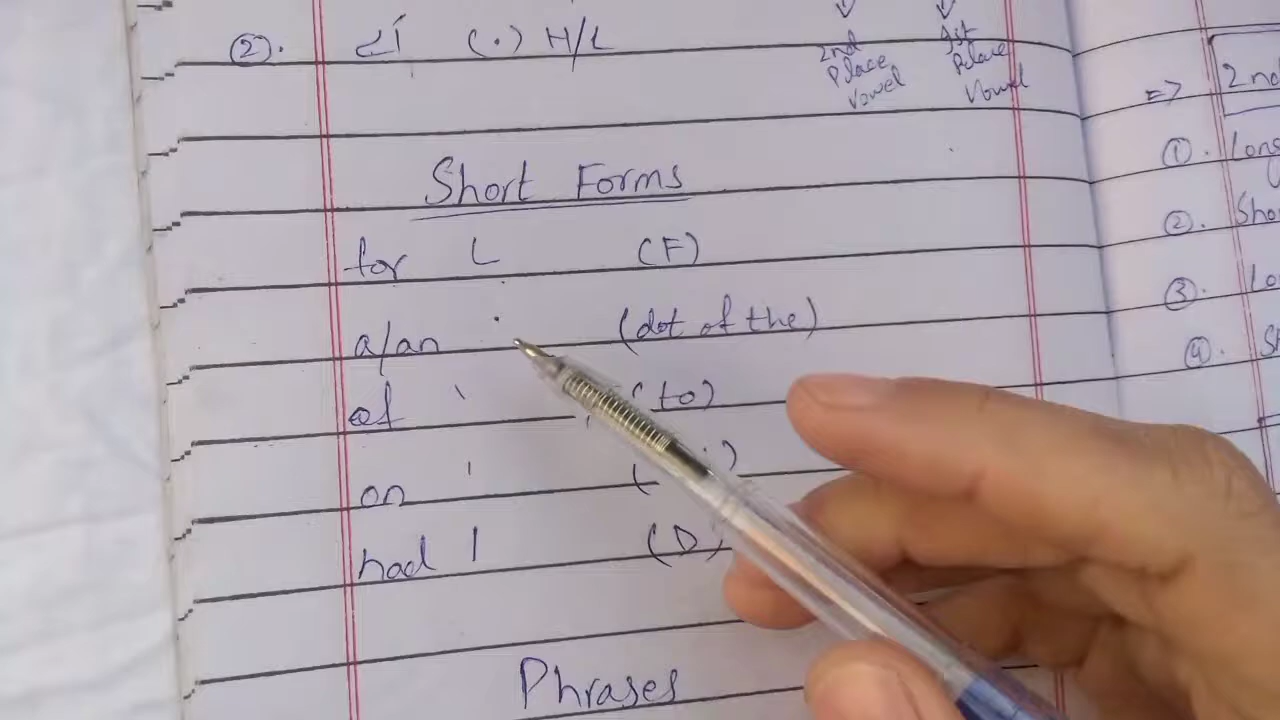 ②. (.) H/L
2nd Place Vowel
1st Place Vowel
Short Forms
for (F)
a/an . (dot of the)
of (to)
on
had (D)
Phrases
=> 2nd
①. Long
②. Sho
③. Lo
④. Sh